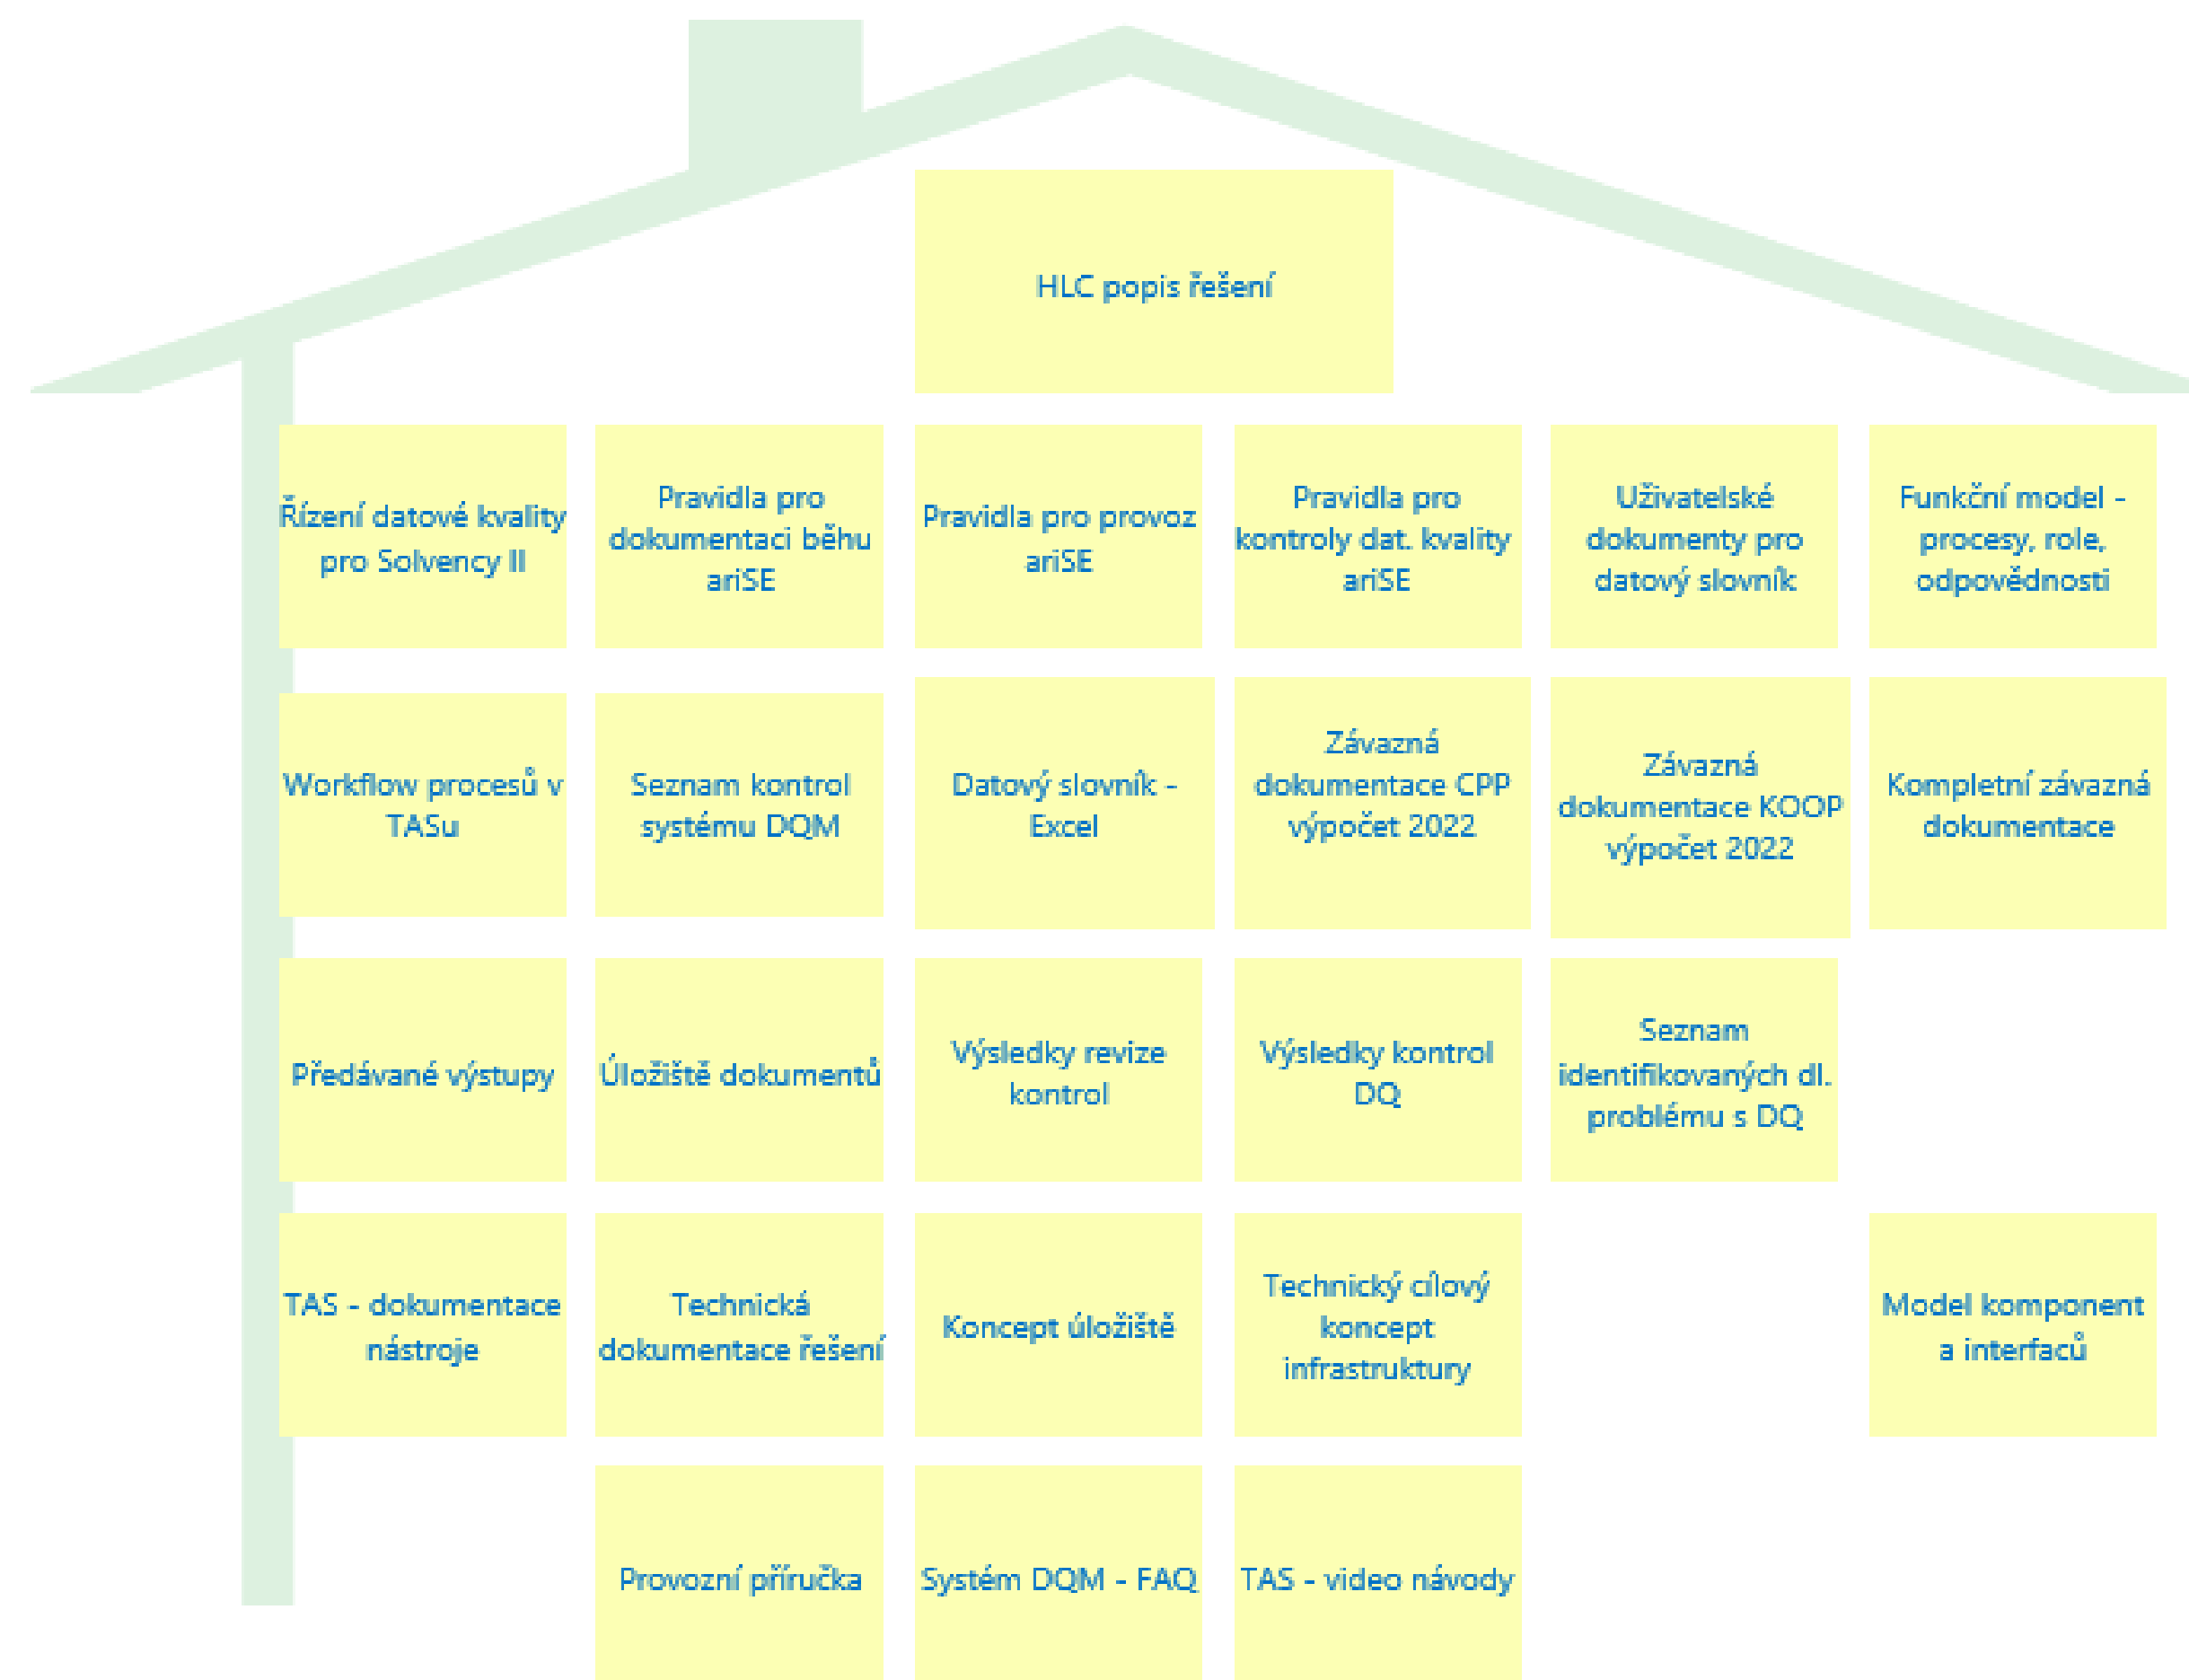 HLC popis řešení
Řízení datové kvality
pro Solvency II
Pravidla pro
dokumentaci běhu
ariSE
Pravidla pro provoz
ariSE
Pravidla pro
kontroly dat. kvality
ariSE
Uživatelské
dokumenty pro
datový slovník
Funkční model -
procesy, role,
odpovědnosti
Workflow procesů v
TASu
Seznam kontrol
systému DQM
Datový slovník -
Excel
Závazná
dokumentace CPP
výpočet 2022
Závazná
dokumentace KOOP
výpočet 2022
Kompletní závazná
dokumentace
Předávané výstupy
Úložiště dokumentů
Výsledky revize
kontrol
Výsledky kontrol
DQ
Seznam
identifikovaných dl.
problému s DQ
TAS - dokumentace
nástroje
Technická
dokumentace řešení
Koncept úložiště
Technický cílový
koncept
infrastruktury
Model komponent
a interfaců
Provozní příručka
Systém DQM - FAQ
TAS - video návody